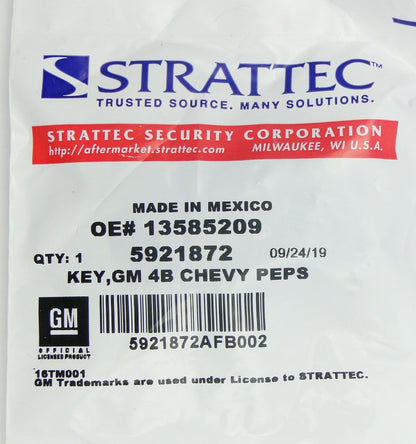 STRATTEC™
TRUSTED SOURCE. MANY SOLUTIONS.
STRATTEC SECURITY CORPORATION
http://aftermarket.strattec.com MILWAUKEE, WI U.S.A.
MADE IN MEXICO
OE# 13585209
QTY: 1 5921872 09/24/19
KEY,GM 4B CHEVY PEPS
GM
OFFICIAL
LICENSED PRODUCT
5921872AFB002
16TM001
GM Trademarks are used under License to STRATTEC.